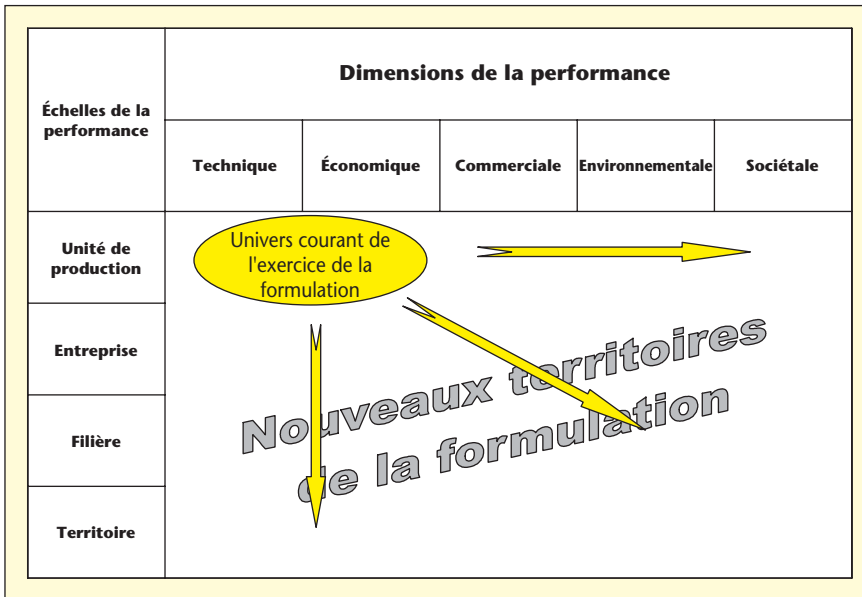 Échelles de la
performance
Dimensions de la performance
Technique
Économique
Commerciale
Environnementale
Sociétale
Unité de
production
Univers courant de
l'exercice de la
formulation
Entreprise
Nouveaux territoires
de la formulation
Filière
Territoire